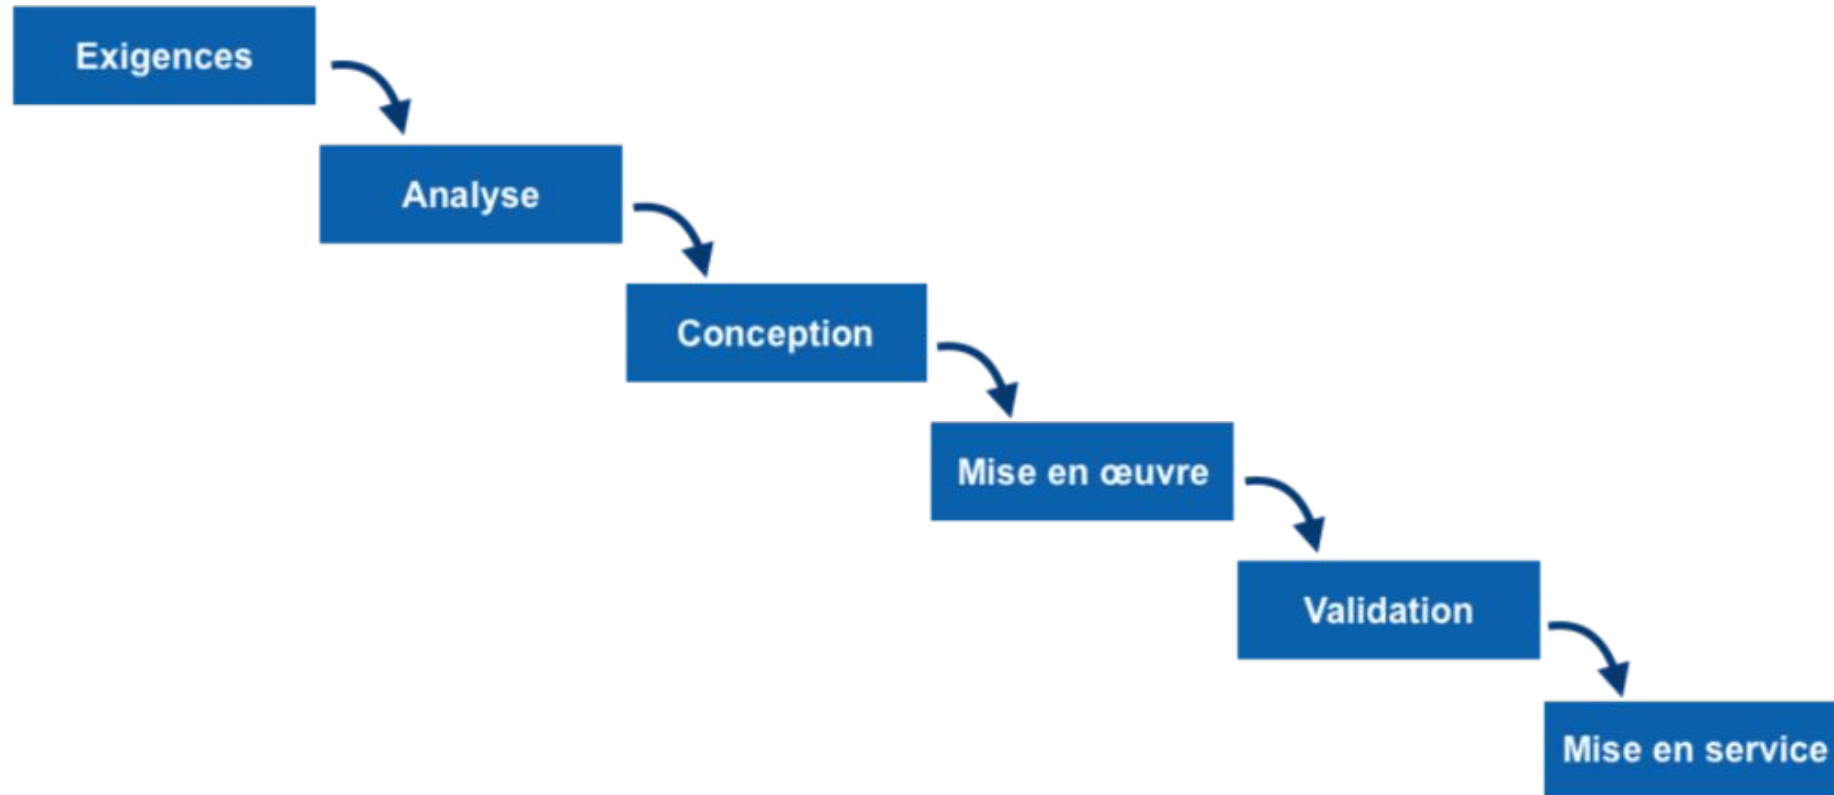 Exigences
Analyse
Conception
Mise en œuvre
Validation
Mise en service